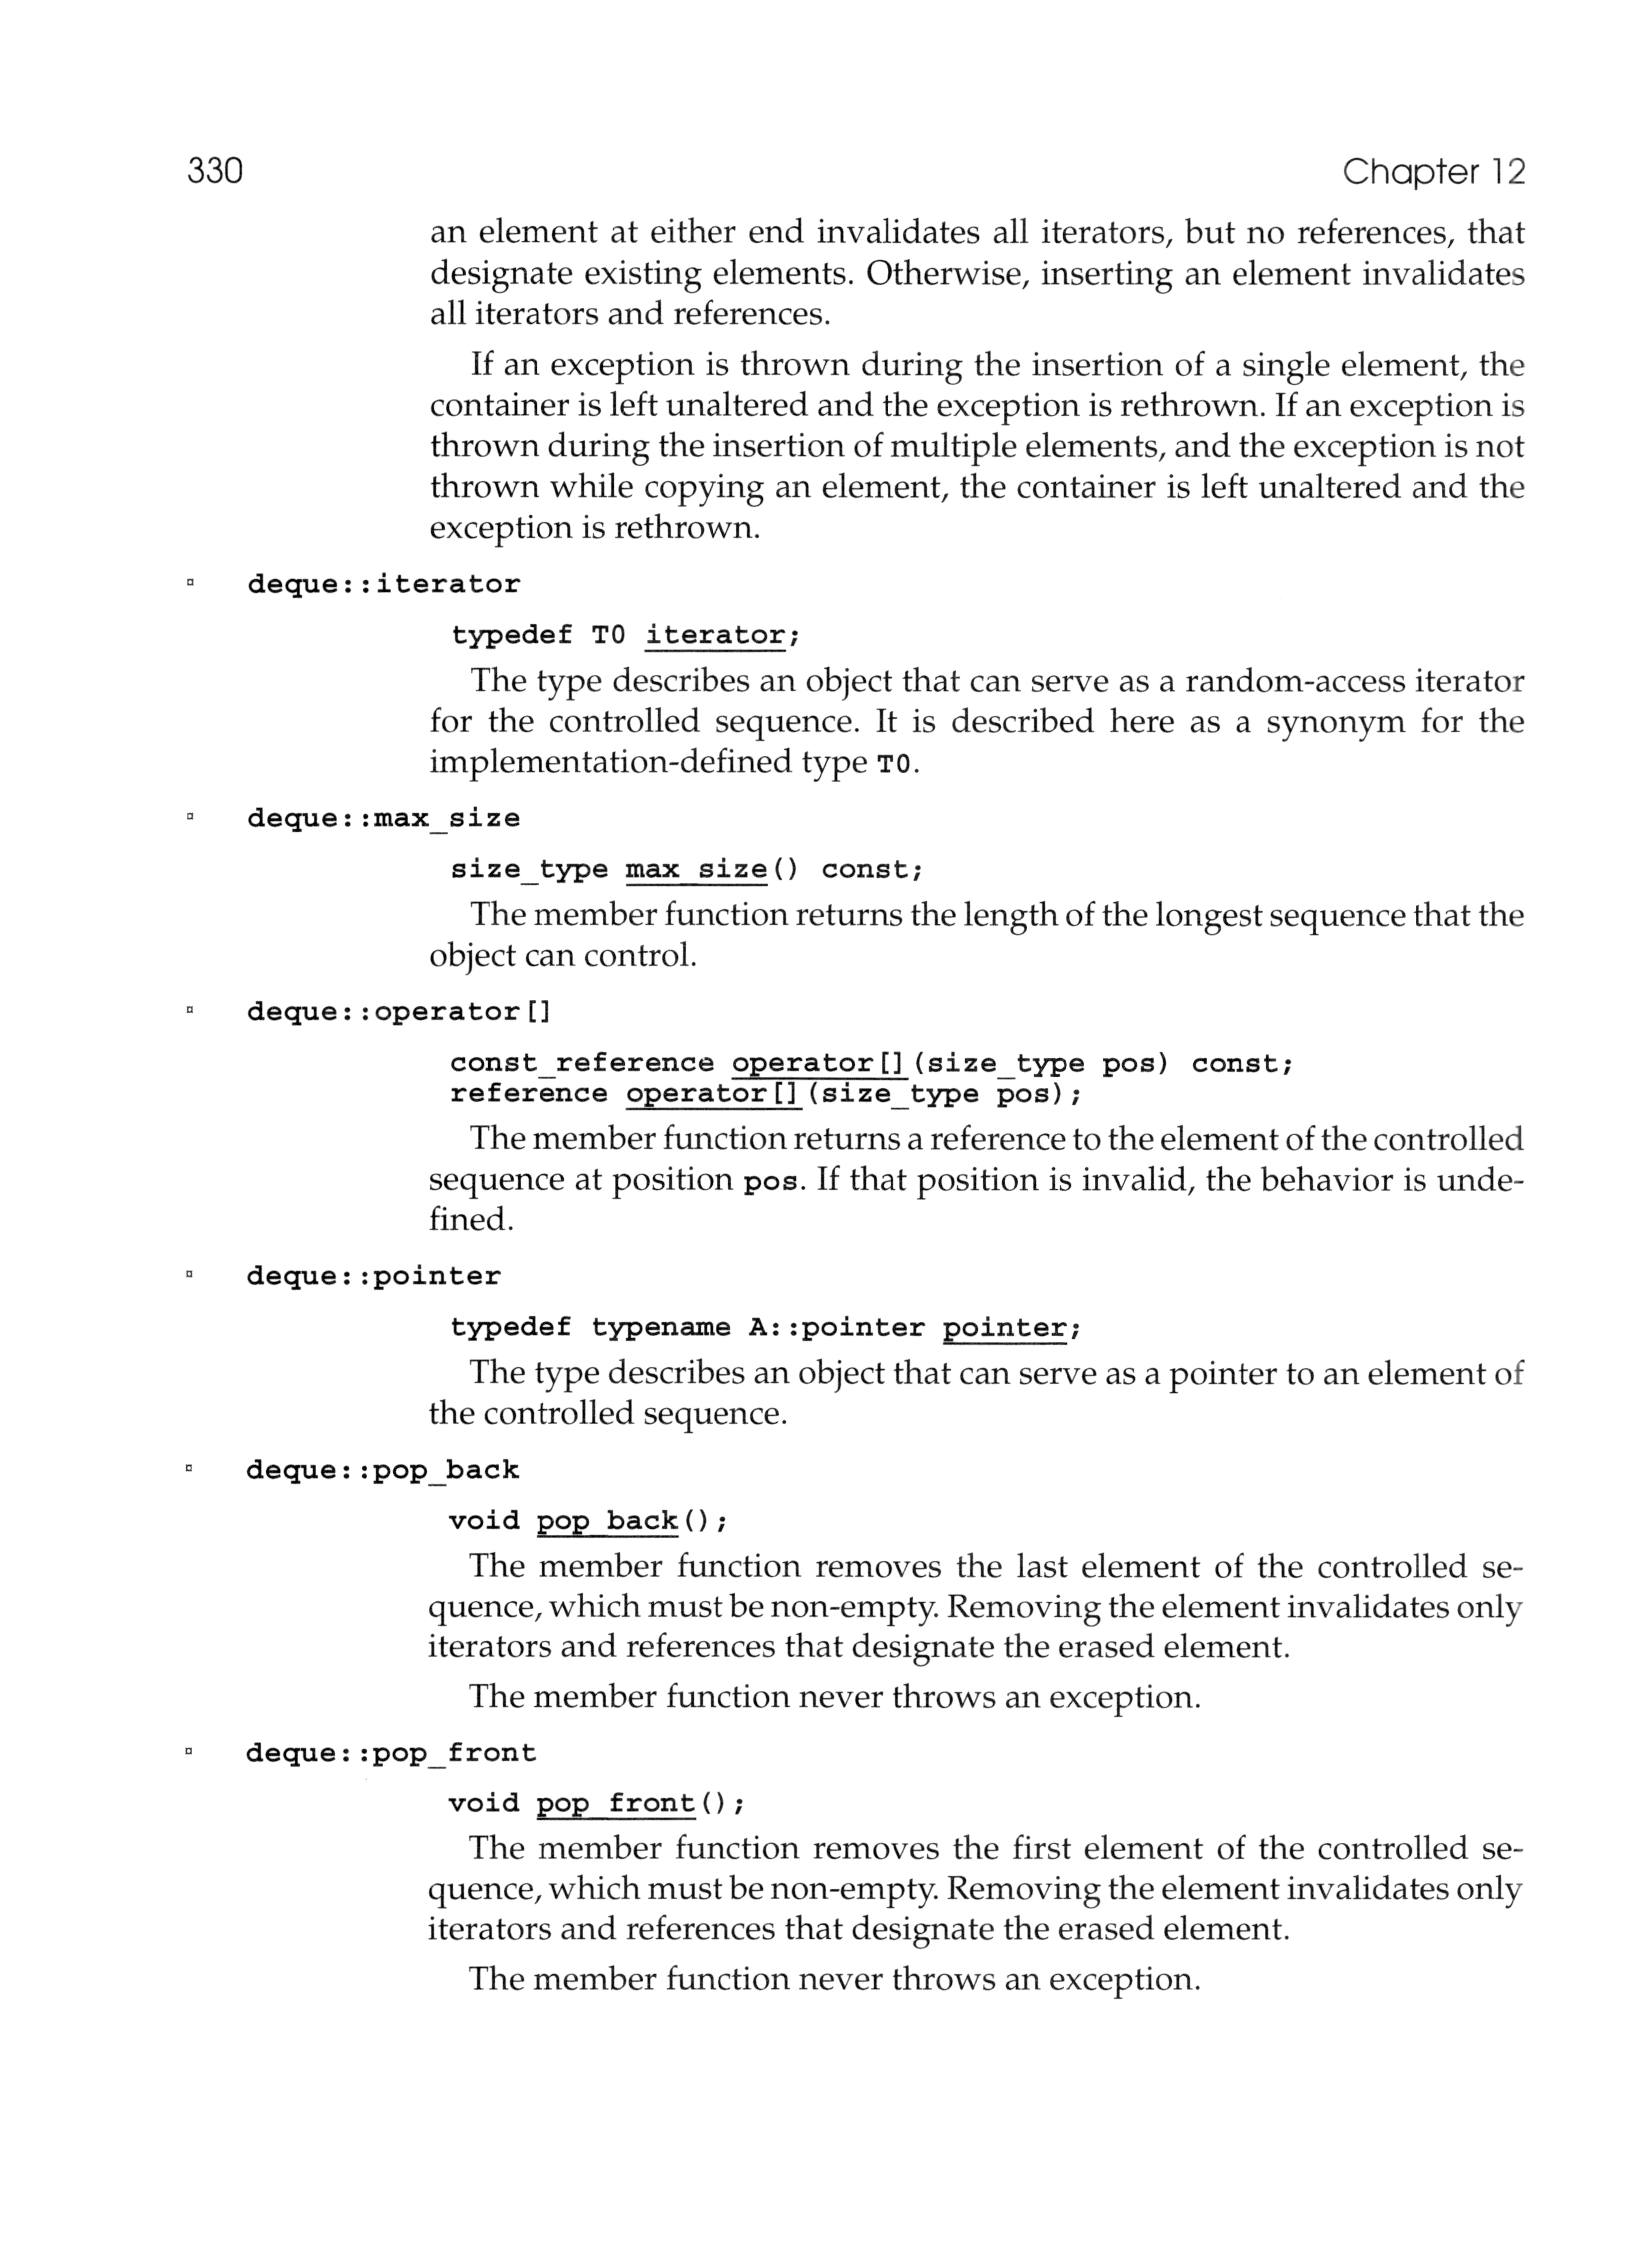 330 Chapter 12
an element at either end invalidates all iterators, but no references, that
designate existing elements. Otherwise, inserting an element invalidates
all iterators and references.
If an exception is thrown during the insertion of a single element, the
container is left unaltered and the exception is rethrown. If an exception is
thrown during the insertion of multiple elements, and the exception is not
thrown while copying an element, the container is left unaltered and the
exception is rethrown.
▫ deque::iterator
typedef T0 iterator;
The type describes an object that can serve as a random-access iterator
for the controlled sequence. It is described here as a synonym for the
implementation-defined type T0.
▫ deque::max_size
size_type max_size() const;
The member function returns the length of the longest sequence that the
object can control.
▫ deque::operator[]
const_reference operator[](size_type pos) const;
reference operator[](size_type pos);
The member function returns a reference to the element of the controlled
sequence at position pos. If that position is invalid, the behavior is unde-
fined.
▫ deque::pointer
typedef typename A::pointer pointer;
The type describes an object that can serve as a pointer to an element of
the controlled sequence.
▫ deque::pop_back
void pop_back();
The member function removes the last element of the controlled se-
quence, which must be non-empty. Removing the element invalidates only
iterators and references that designate the erased element.
The member function never throws an exception.
▫ deque::pop_front
void pop_front();
The member function removes the first element of the controlled se-
quence, which must be non-empty. Removing the element invalidates only
iterators and references that designate the erased element.
The member function never throws an exception.